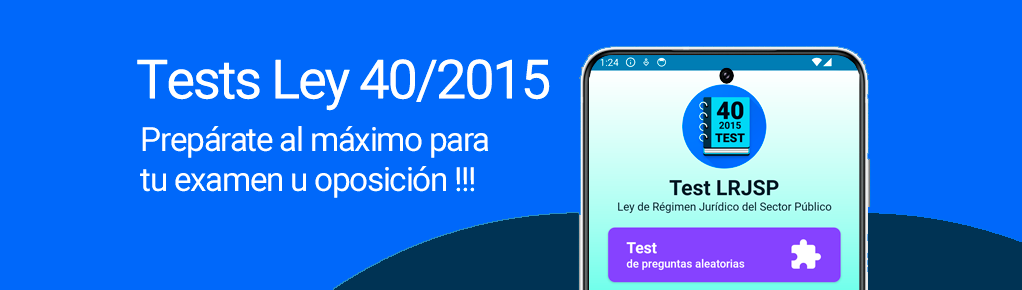 Tests Ley 40/2015
Prepárate al máximo para
tu examen u oposición !!!
1:24
40
2015
TEST
Test LRJSP
Ley de Régimen Jurídico del Sector Público
Test
de preguntas aleatorias